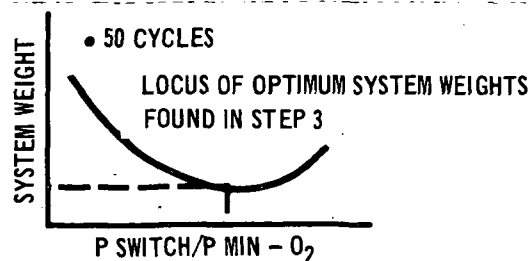 • 50 CYCLES
LOCUS OF OPTIMUM SYSTEM WEIGHTS
FOUND IN STEP 3
SYSTEM WEIGHT
P SWITCH/P MIN – O₂